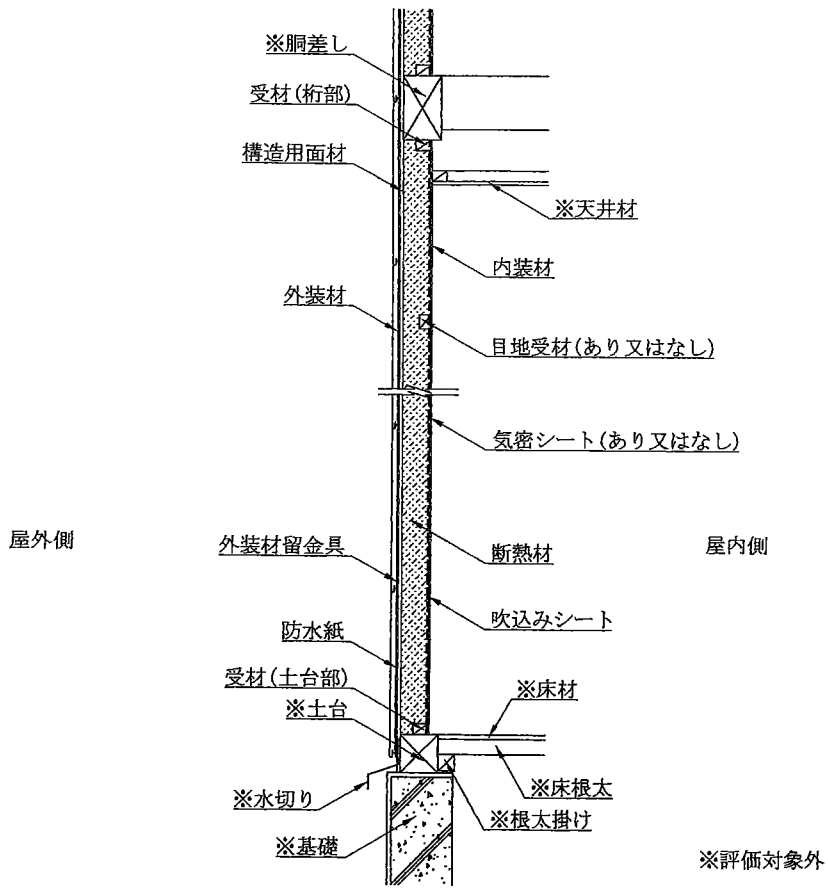 ※胴差し
受材(桁部)
構造用面材
※天井材
内装材
外装材
目地受材(あり又はなし)
気密シート(あり又はなし)
屋外側
外装材留金具
断熱材
屋内側
吹込みシート
防水紙
受材(土台部)
※床材
※土台
※床根太
※水切り
※根太掛け
※基礎
※評価対象外